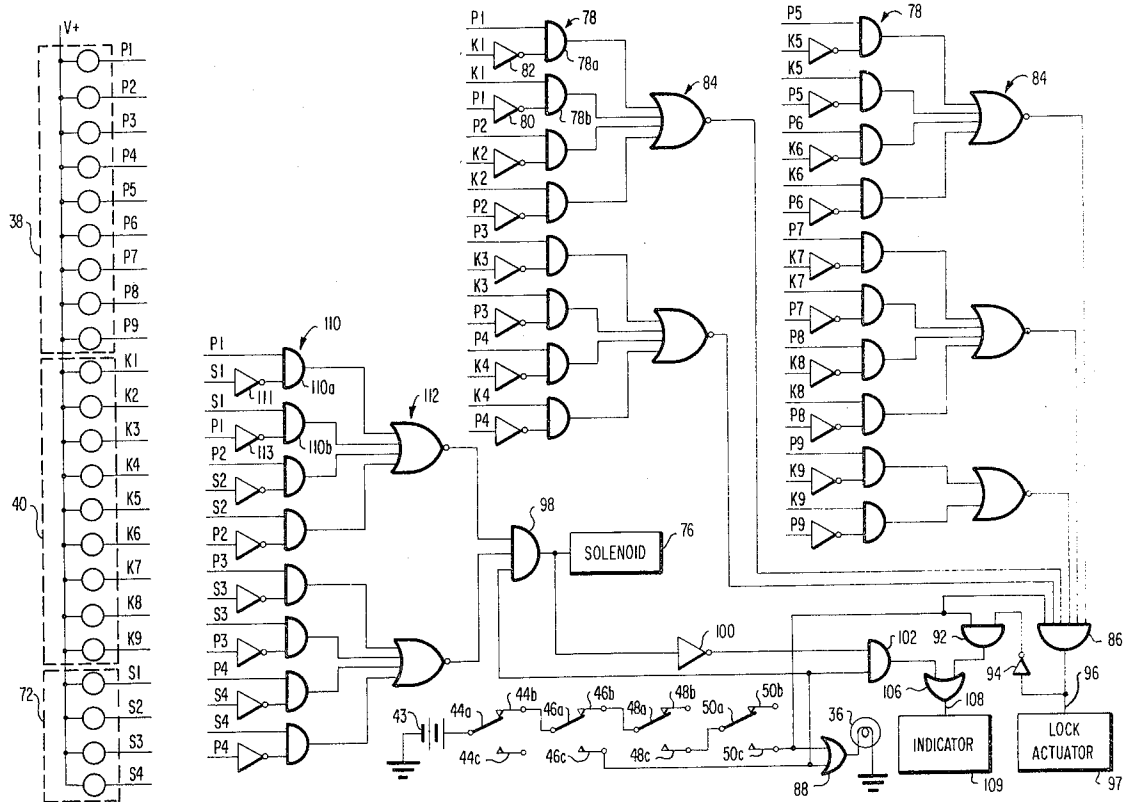 V+
P1
P2
P3
P4
P5
P6
P7
P8
P9
38
K1
K2
K3
K4
K5
K6
K7
K8
K9
40
S1
S2
S3
S4
72
P1
S1
111
110
110a
S1
P1
113
110b
P2
S2
S2
P2
112
P3
S3
S3
P3
P4
S4
S4
P4
P1
K1
82
78
78a
K1
P1
80
78b
P2
K2
K2
P2
84
P3
K3
K3
P3
P4
K4
K4
P4
P5
K5
78
K5
P5
P6
K6
K6
P6
84
P7
K7
K7
P7
P8
K8
K8
P8
P9
K9
K9
P9
98
SOLENOID
76
100
102
92
94
86
96
106
108
INDICATOR
109
LOCK
ACTUATOR
97
43
44a
44b
44c
46a
46b
46c
48a
48b
48c
50a
50b
50c
36
88